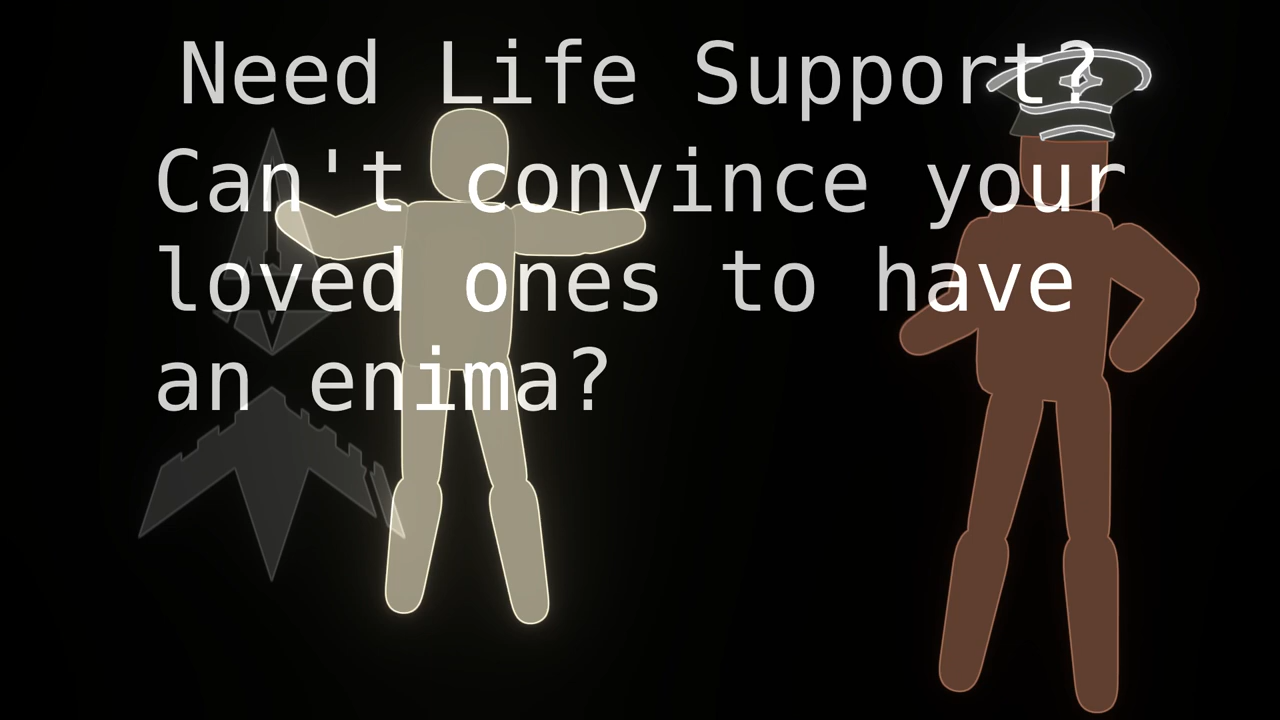 Need Life Support?
Can't convince your
loved ones to have
an enima?